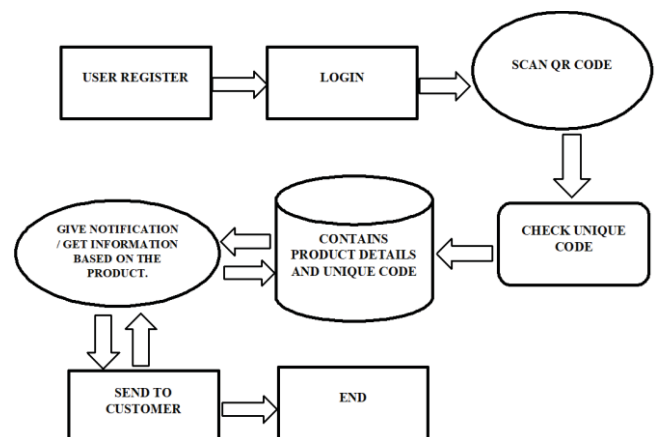 USER REGISTER
LOGIN
SCAN QR CODE
CHECK UNIQUE
CODE
CONTAINS
PRODUCT DETAILS
AND UNIQUE CODE
GIVE NOTIFICATION
/ GET INFORMATION
BASED ON THE
PRODUCT.
SEND TO
CUSTOMER
END